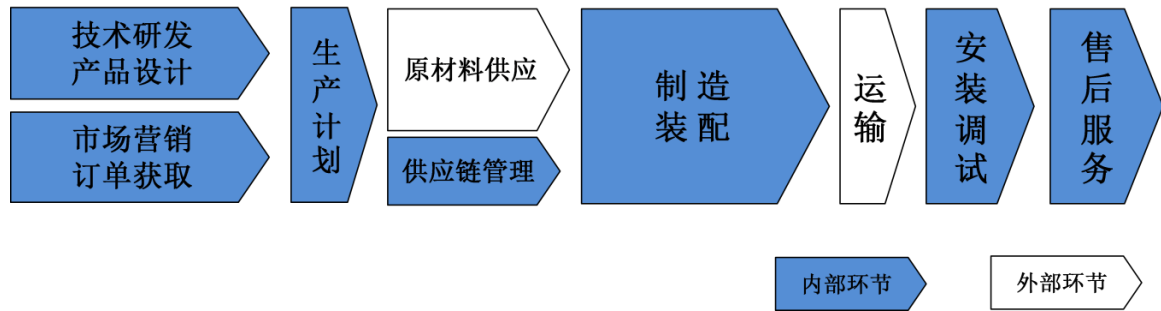 技术研发
产品设计
市场营销
订单获取
生产计划
原材料供应
供应链管理
制造
装配
运输
安装调试
售后服务
内部环节
外部环节